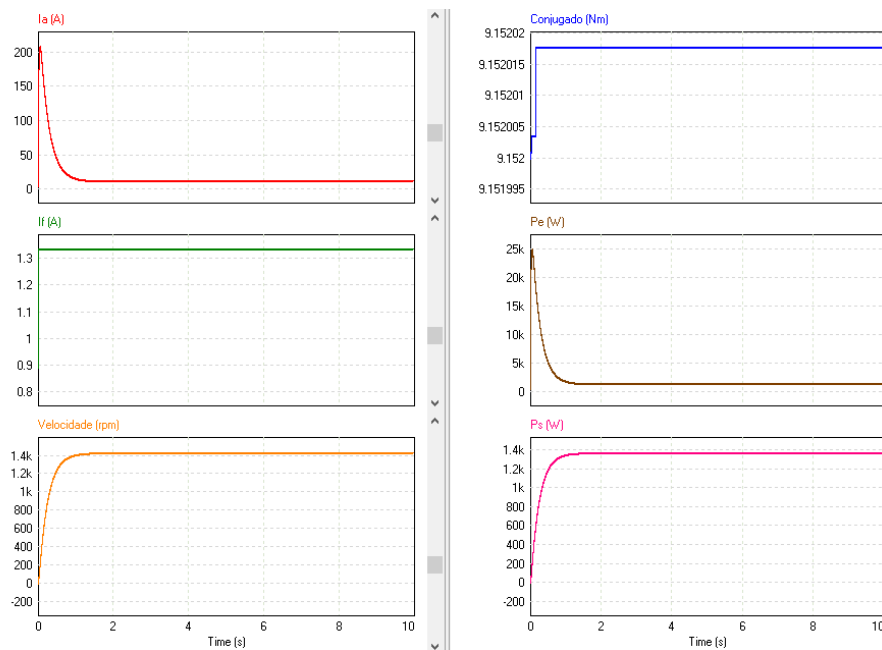 Ia (A)
200
150
100
50
0
If (A)
1.3
1.2
1.1
1
0.9
0.8
Velocidade (rpm)
1.4k
1.2k
1k
800
600
400
200
0
-200
0 2 4 6 8 10
Time (s)
Conjugado (Nm)
9.15202
9.152015
9.15201
9.152005
9.152
9.151995
Pe (W)
25k
20k
15k
10k
5k
0
Ps (W)
1.4k
1.2k
1k
800
600
400
200
0
-200
0 2 4 6 8 10
Time (s)